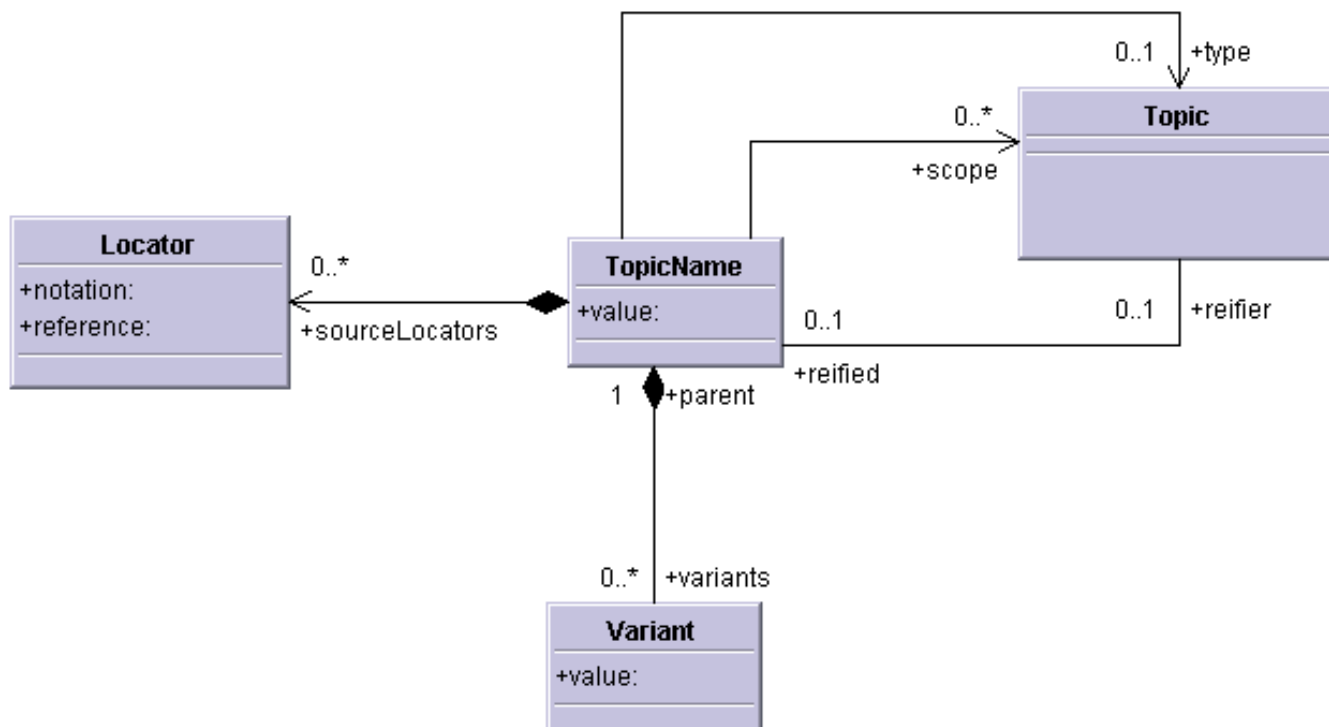 0..1 +type
Topic
0..*
+scope
Locator
+notation:
+reference:
0..*
+sourceLocators
TopicName
+value:
0..1
+reified
0..1 +reifier
1 +parent
0..* +variants
Variant
+value: